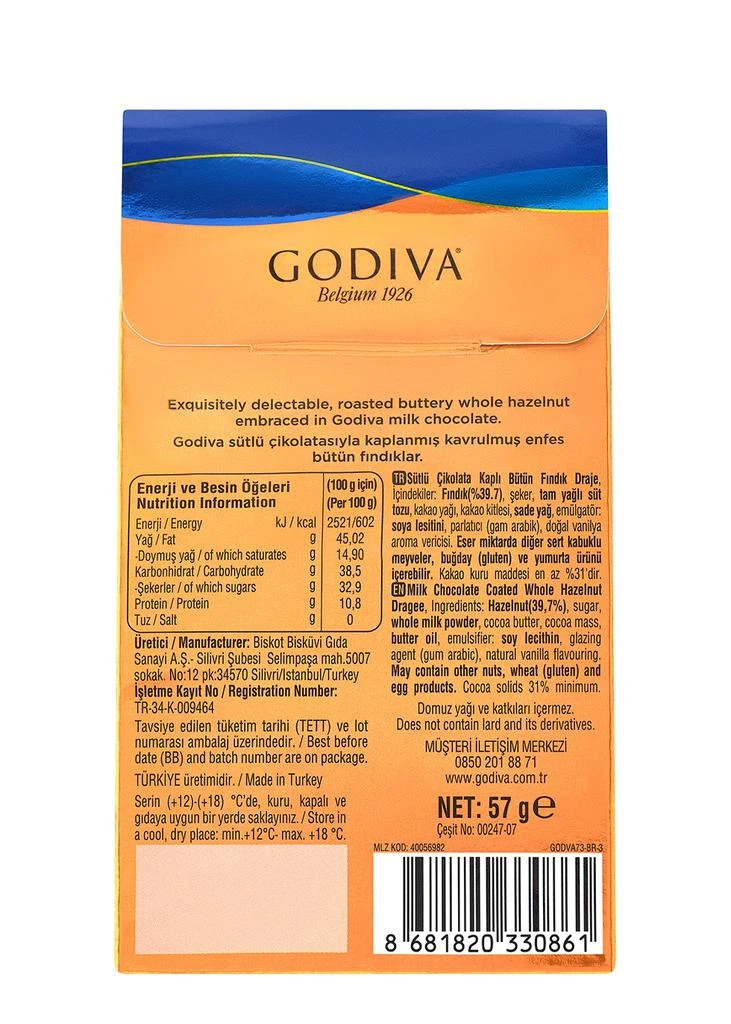 GODIVA®
Belgium 1926
Exquisitely delectable, roasted buttery whole hazelnut
embraced in Godiva milk chocolate.
Godiva sütlü çikolatasıyla kaplanmış kavrulmuş enfes
bütün fındıklar.
Enerji ve Besin Öğeleri (100 g için)
Nutrition Information (Per 100 g)
Enerji / Energy kJ / kcal 2521/602
Yağ / Fat g 45,02
-Doymuş yağ / of which saturates g 14,90
Karbonhidrat / Carbohydrate g 38,5
-Şekerler / of which sugars g 32,9
Protein / Protein g 10,8
Tuz / Salt g 0
Üretici / Manufacturer: Biskot Bisküvi Gıda
Sanayi A.Ş.- Silivri Şubesi Selimpaşa mah.5007
sokak. No:12 pk:34570 Silivri/Istanbul/Turkey
İşletme Kayıt No / Registration Number:
TR-34-K-009464
Tavsiye edilen tüketim tarihi (TETT) ve lot
numarası ambalaj üzerindedir. / Best before
date (BB) and batch number are on package.
TÜRKİYE üretimidir. / Made in Turkey
Serin (+12)-(+18) °C'de, kuru, kapalı ve
gıdaya uygun bir yerde saklayınız. / Store in
a cool, dry place: min.+12°C- max. +18 °C.
TR Sütlü Çikolata Kaplı Bütün Fındık Draje,
İçindekiler: Fındık(%39.7), şeker, tam yağlı süt
tozu, kakao yağı, kakao kitlesi, sade yağ, emülgatör:
soya lesitini, parlatıcı (gam arabik), doğal vanilya
aroma vericisi. Eser miktarda diğer sert kabuklu
meyveler, buğday (gluten) ve yumurta ürünü
içerebilir. Kakao kuru maddesi en az %31'dir.
EN Milk Chocolate Coated Whole Hazelnut
Dragee, Ingredients: Hazelnut(39,7%), sugar,
whole milk powder, cocoa butter, cocoa mass,
butter oil, emulsifier: soy lecithin, glazing
agent (gum arabic), natural vanilla flavouring.
May contain other nuts, wheat (gluten) and
egg products. Cocoa solids 31% minimum.
Domuz yağı ve katkıları içermez.
Does not contain lard and its derivatives.
MÜŞTERİ İLETİŞİM MERKEZİ
0850 201 88 71
www.godiva.com.tr
NET: 57 g e
Çeşit No: 00247-07
MLZ KOD: 40056982 GODVA73-BR-3
8 681820 330861